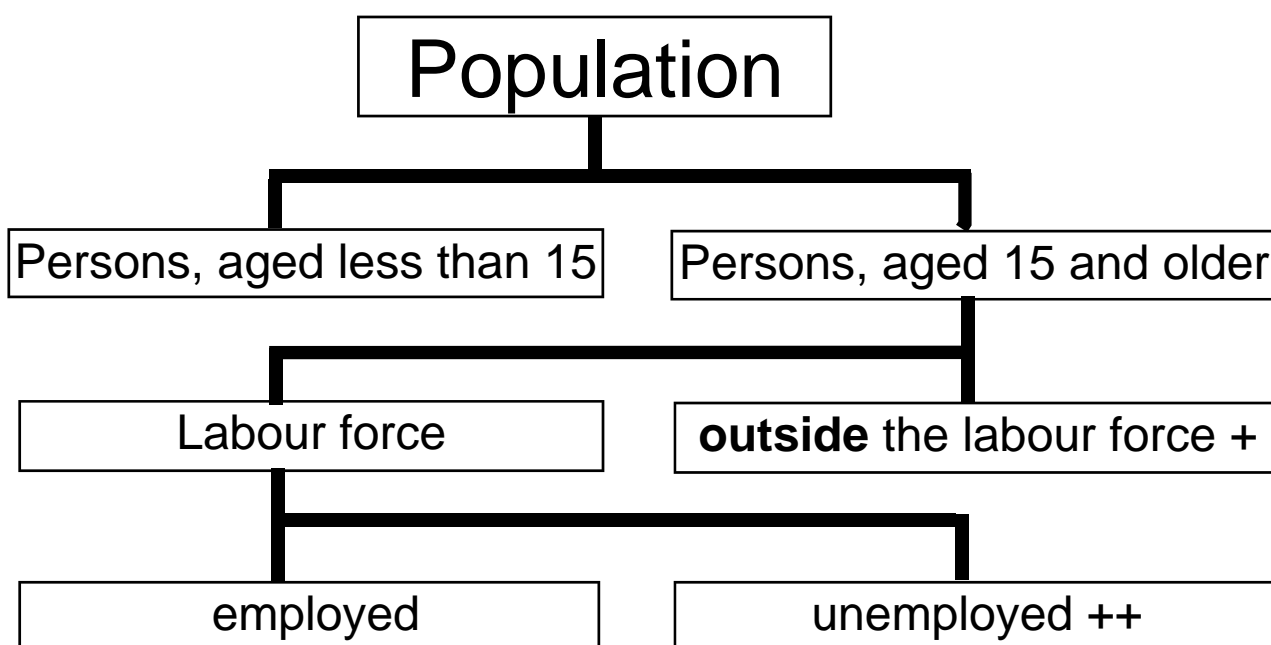 Population
Persons, aged less than 15
Persons, aged 15 and older
Labour force
outside the labour force +
employed
unemployed ++